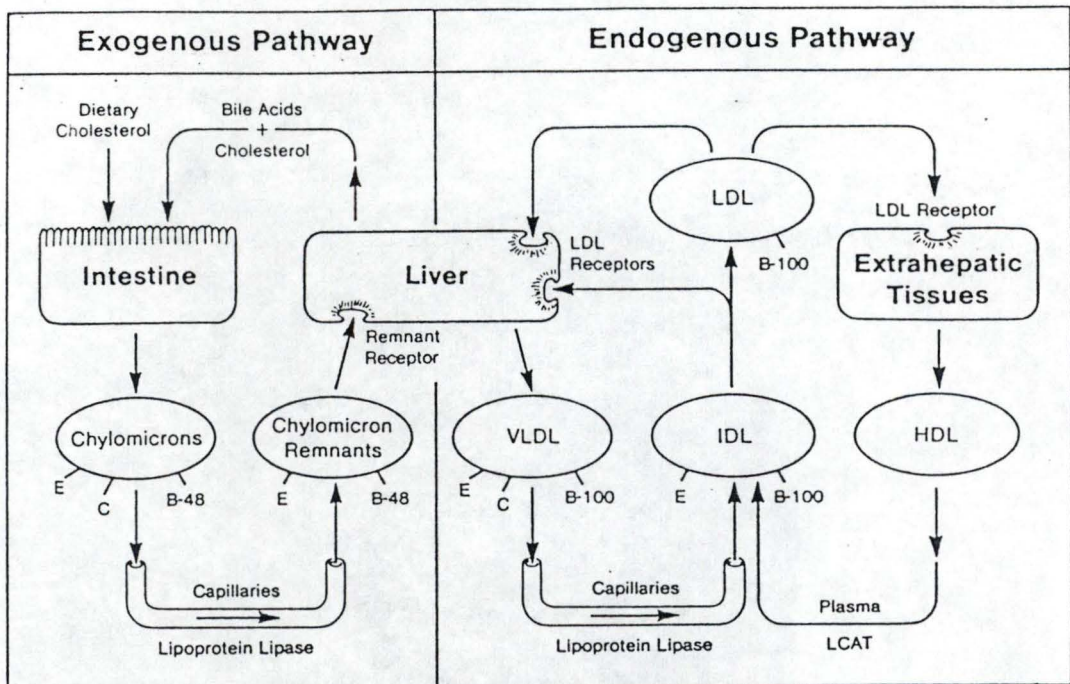 Exogenous Pathway
Endogenous Pathway
Dietary
Cholesterol
Bile Acids
+
Cholesterol
Intestine
Liver
Remnant
Receptor
LDL
Receptors
LDL
B-100
LDL Receptor
Extrahepatic
Tissues
Chylomicrons
E
C
B-48
Chylomicron
Remnants
E
B-48
VLDL
E
C
B-100
IDL
E
B-100
HDL
Capillaries
Lipoprotein Lipase
Capillaries
Lipoprotein Lipase
Plasma
LCAT